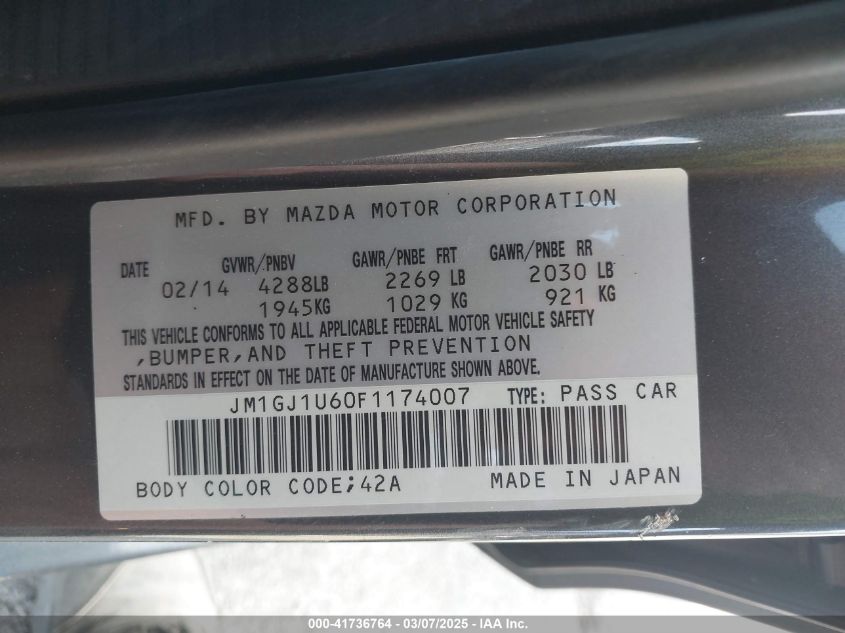 MFD. BY MAZDA MOTOR CORPORATION
DATE GVWR/PNBV GAWR/PNBE FRT GAWR/PNBE RR
02/14 4288LB 2269 LB 2030 LB
1945KG 1029 KG 921 KG
THIS VEHICLE CONFORMS TO ALL APPLICABLE FEDERAL MOTOR VEHICLE SAFETY
,BUMPER,AND THEFT PREVENTION
STANDARDS IN EFFECT ON THE DATE OF MANUFACTURE SHOWN ABOVE.
JM1GJ1U60F1174007 TYPE: PASS CAR
BODY COLOR CODE;42A MADE IN JAPAN
000-41736764 — 03/07/2025 - IAA Inc.